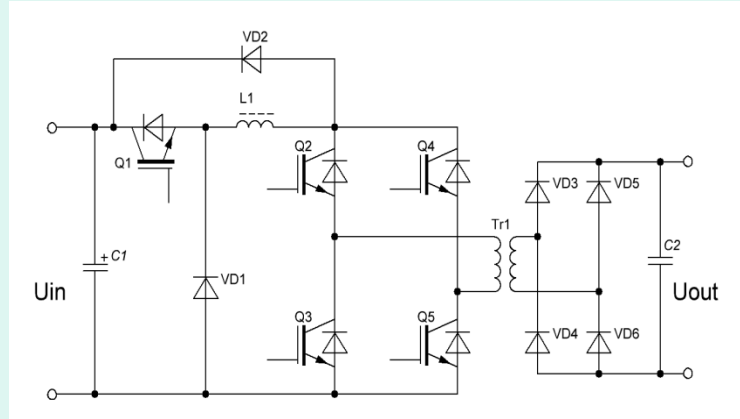 VD2
L1
Q1
Q2
Q4
VD3
VD5
Tr1
+ C1
C2
Uin
VD1
Uout
Q3
Q5
VD4
VD6